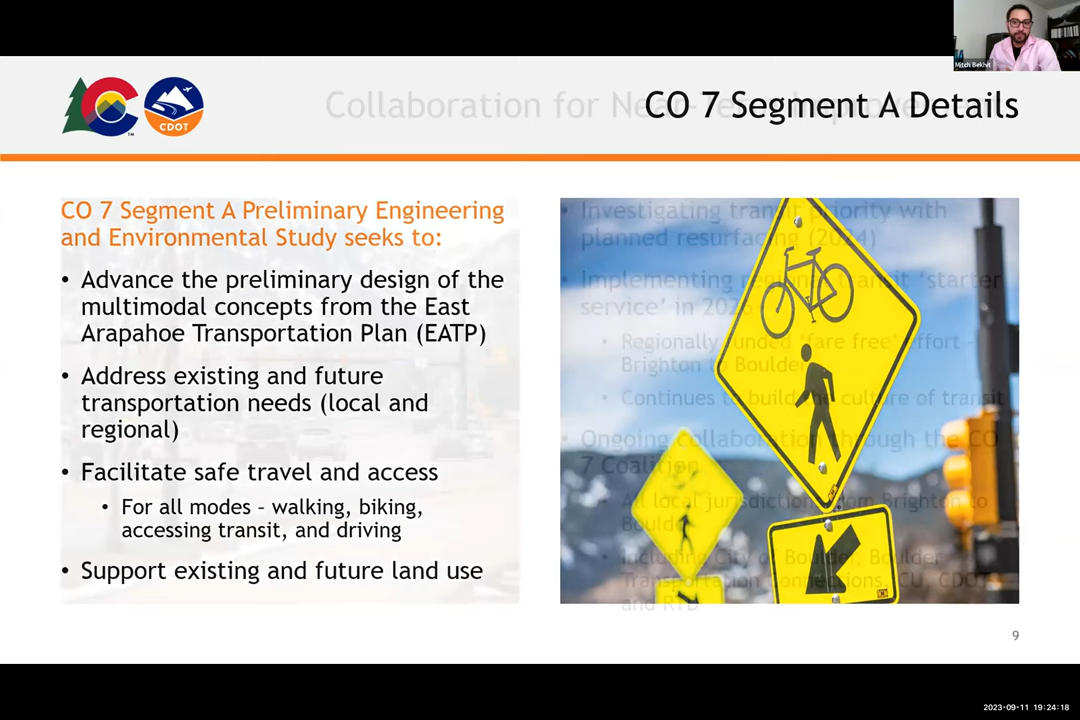 Mitch Bekhit
CDOT
Collaboration for Near-
CO 7 Segment A Details
CO 7 Segment A Preliminary Engineering
and Environmental Study seeks to:
• Advance the preliminary design of the
multimodal concepts from the East
Arapahoe Transportation Plan (EATP)
• Address existing and future
transportation needs (local and
regional)
• Facilitate safe travel and access
• For all modes – walking, biking,
accessing transit, and driving
• Support existing and future land use
• Investigating transit priority with
planned resurfacing (2024)
• Implementing regional transit ‘starter
service’ in
• Regionally funded ‘fare free’ effort –
Brighton to Boulder
• Continues to build the culture of transit
• Ongoing collaboration through the CO
7 Coalition
• All local jurisdictions from Brighton to
Boulder
• Including City of Boulder, Boulder
Transportation Connections, CU, CDOT
and RTD
9
2023-09-11 19:24:18